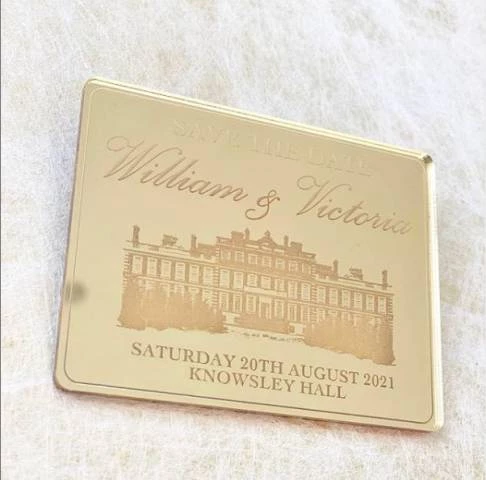 SAVE THE DATE
William & Victoria
SATURDAY 20TH AUGUST 2021
KNOWSLEY HALL